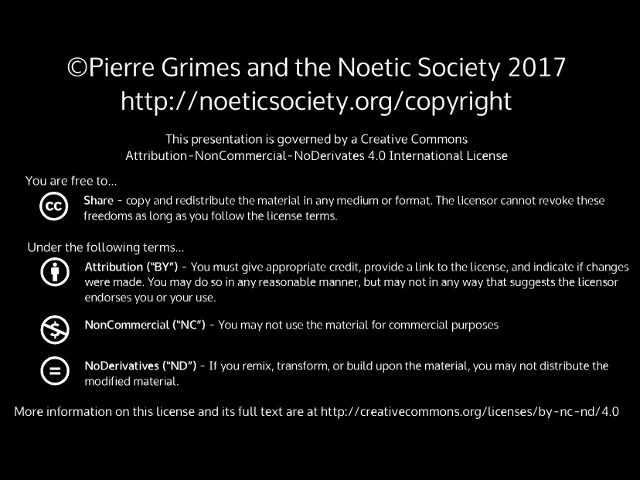 ©Pierre Grimes and the Noetic Society 2017
http://noeticsociety.org/copyright
This presentation is governed by a Creative Commons
Attribution-NonCommercial-NoDerivates 4.0 International License
You are free to...
cc
Share - copy and redistribute the material in any medium or format. The licensor cannot revoke these
freedoms as long as you follow the license terms.
Under the following terms...
Attribution ("BY") - You must give appropriate credit, provide a link to the license, and indicate if changes
were made. You may do so in any reasonable manner, but may not in any way that suggests the licensor
endorses you or your use.
NonCommercial ("NC") - You may not use the material for commercial purposes
NoDerivatives ("ND") - If you remix, transform, or build upon the material, you may not distribute the
modified material.
More information on this license and its full text are at http://creativecommons.org/licenses/by-nc-nd/4.0